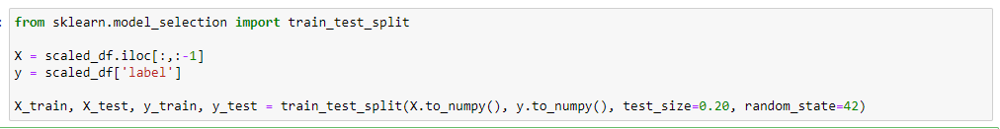 from sklearn.model_selection import train_test_split
X = scaled_df.iloc[:,:-1]
y = scaled_df['label']
X_train, X_test, y_train, y_test = train_test_split(X.to_numpy(), y.to_numpy(), test_size=0.20, random_state=42)